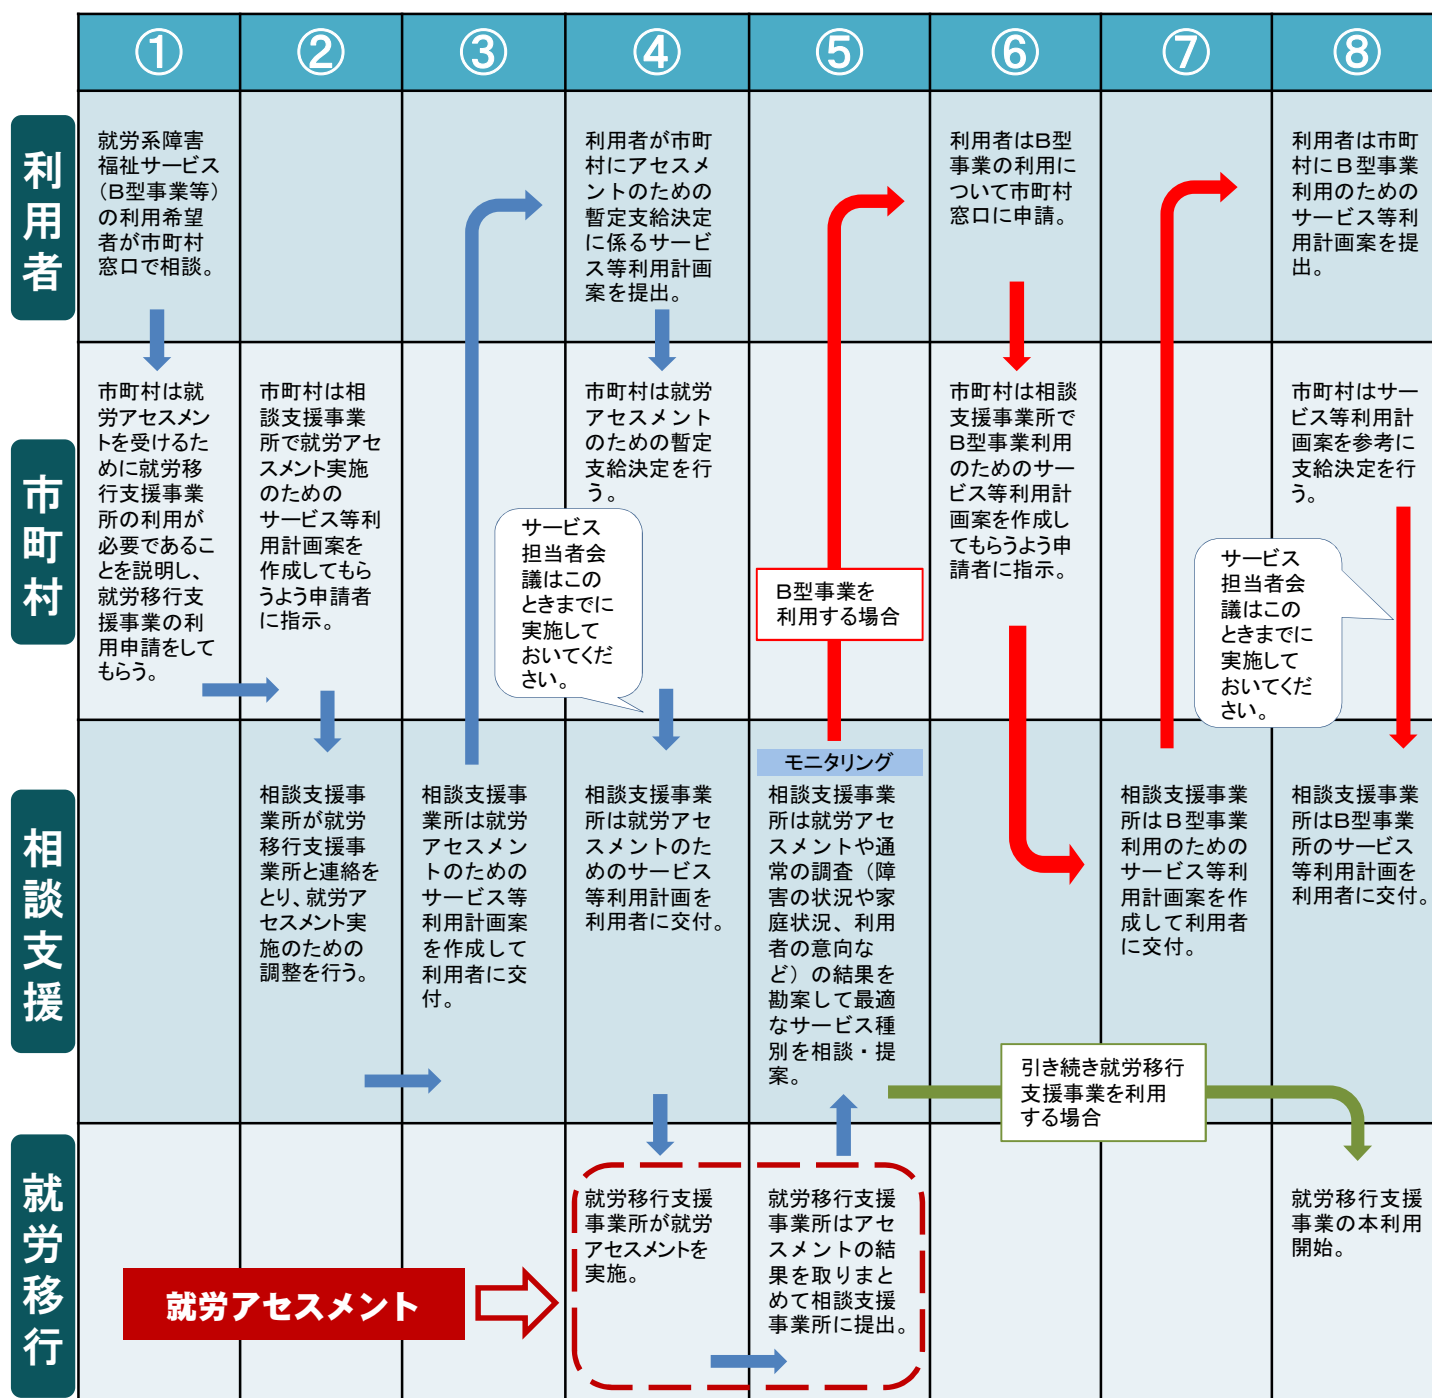 ①
②
③
④
⑤
⑥
⑦
⑧
利用者
就労系障害
福祉サービス
（B型事業等）
の利用希望
者が市町村
窓口で相談。
利用者が市町
村にアセスメ
ントのための
暫定支給決定
に係るサービ
ス等利用計画
案を提出。
利用者はB型
事業の利用に
ついて市町村
窓口に申請。
利用者は市町
村にB型事業
利用のための
サービス等利
用計画案を提
出。
市町村
市町村は就
労アセスメン
トを受けるた
めに就労移
行支援事業
所の利用が
必要であるこ
とを説明し、
就労移行支
援事業の利
用申請をして
もらう。
市町村は相
談支援事業
所で就労アセ
スメント実施
のための
サービス等利
用計画案を
作成してもら
うよう申請者
に指示。
市町村は就労
アセスメント
のための暫定
支給決定を行
う。
サービス
担当者会
議はこの
ときまでに
実施して
おいてくだ
さい。
B型事業を
利用する場合
市町村は相談
支援事業所で
B型事業利用
のためのサー
ビス等利用計
画案を作成し
てもらうよう申
請者に指示。
市町村はサー
ビス等利用計
画案を参考に
支給決定を行
う。
サービス
担当者会
議はこの
ときまでに
実施して
おいてくだ
さい。
相談支援
相談支援事
業所が就労
移行支援事
業所と連絡を
とり、就労ア
セスメント実
施のための
調整を行う。
相談支援事
業所は就労
アセスメン
トのための
サービス等
利用計画案
を作成して
利用者に交
付。
相談支援事業
所は就労アセ
スメントのた
めのサービス
等利用計画を
利用者に交付。
モニタリング
相談支援事業
所は就労アセ
スメントや通
常の調査（障
害の状況や家
庭状況、利用
者の意向な
ど）の結果を
勘案して最適
なサービス種
別を相談・提
案。
相談支援事業
所はB型事業
利用のための
サービス等利
用計画案を作
成して利用者
に交付。
相談支援事業
所はB型事業
所のサービス
等利用計画を
利用者に交付。
引き続き就労移行
支援事業を利用
する場合
就労移行
就労アセスメント
就労移行支援
事業所が就労
アセスメントを
実施。
就労移行支援
事業所はアセ
スメントの結
果を取りまと
めて相談支援
事業所に提出。
就労移行支援
事業の本利用
開始。